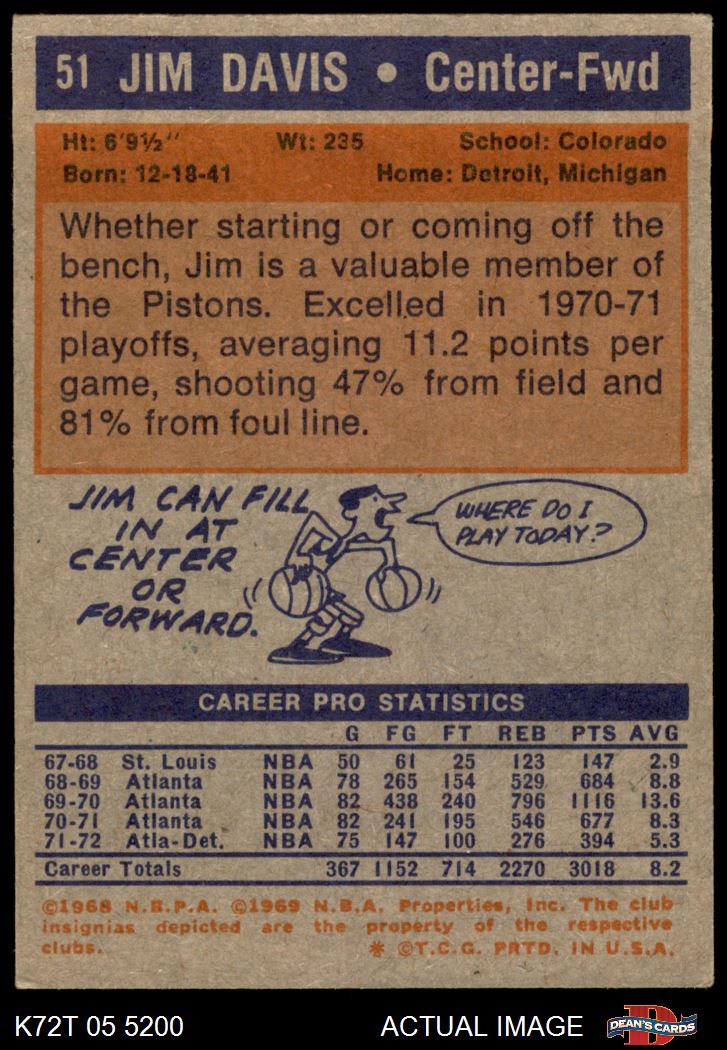 51 JIM DAVIS • Center-Fwd
Ht: 6'9½" Wt: 235 School: Colorado
Born: 12-18-41 Home: Detroit, Michigan
Whether starting or coming off the
bench, Jim is a valuable member of
the Pistons. Excelled in 1970-71
playoffs, averaging 11.2 points per
game, shooting 47% from field and
81% from foul line.
JIM CAN FILL
IN AT
CENTER
OR
FORWARD.
WHERE DO I
PLAY TODAY?
CAREER PRO STATISTICS
G FG FT REB PTS AVG
67-68 St. Louis NBA 50 61 25 123 147 2.9
68-69 Atlanta NBA 78 265 154 529 684 8.8
69-70 Atlanta NBA 82 438 240 796 1116 13.6
70-71 Atlanta NBA 82 241 195 546 677 8.3
71-72 Atla-Det. NBA 75 147 100 276 394 5.3
Career Totals 367 1152 714 2270 3018 8.2
©1968 N.B.P.A. ©1969 N.B.A. Properties, Inc. The club
insignias depicted are the property of the respective
clubs. * ©T.C.G. PRTD. IN U.S.A.
K72T 05 5200 ACTUAL IMAGE DEAN'S CARDS